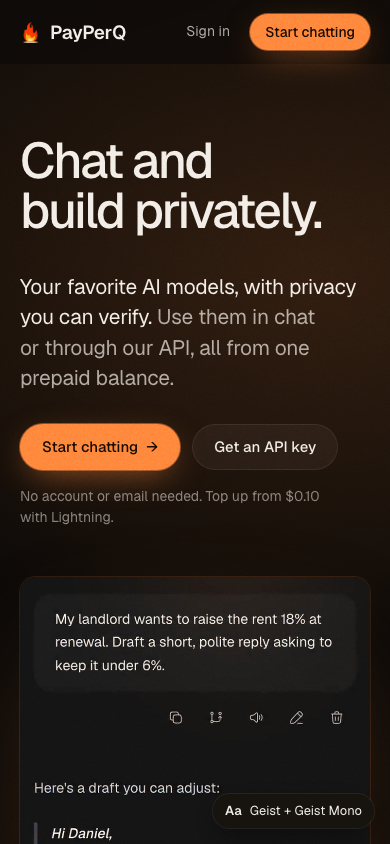 PayPerQ
Sign in
Start chatting
Chat and
build privately.
Your favorite AI models, with privacy
you can verify. Use them in chat
or through our API, all from one
prepaid balance.
Start chatting →
Get an API key
No account or email needed. Top up from $0.10
with Lightning.
My landlord wants to raise the rent 18% at
renewal. Draft a short, polite reply asking to
keep it under 6%.
Here's a draft you can adjust:
Aa Geist + Geist Mono
Hi Daniel,